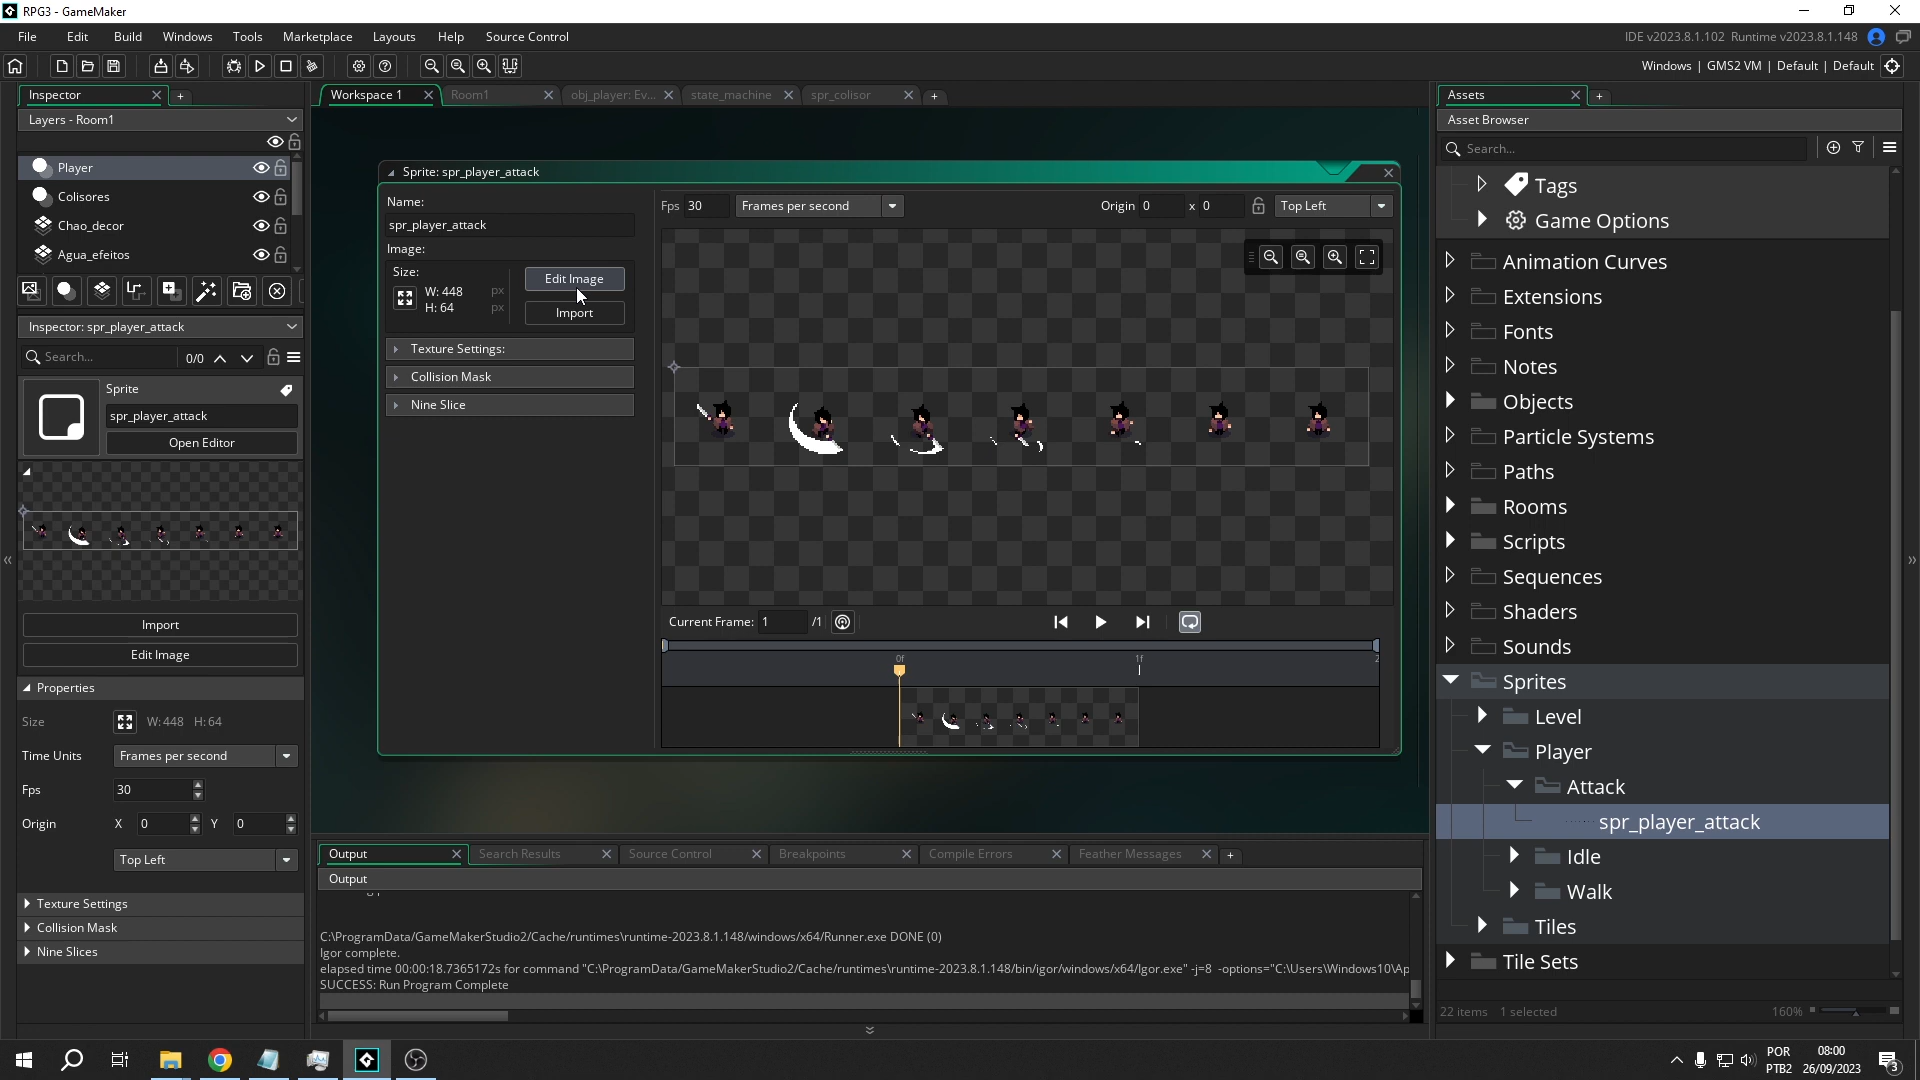 RPG3 - GameMaker
File Edit Build Windows Tools Marketplace Layouts Help Source Control
IDE v2023.8.1.102 Runtime v2023.8.1.148
Windows | GMS2 VM | Default | Default
Inspector
Layers - Room1
Player
Colisores
Chao_decor
Agua_efeitos
Inspector: spr_player_attack
Search...
0/0
Sprite
spr_player_attack
Open Editor
Import
Edit Image
Properties
Size W:448 H:64
Time Units Frames per second
Fps 30
Origin X 0 Y 0
Top Left
Texture Settings
Collision Mask
Nine Slices
Workspace 1 Room1 obj_player: Ev... state_machine spr_colisor
Sprite: spr_player_attack
Name:
spr_player_attack
Image:
Size:
W: 448 px
H: 64 px
Edit Image
Import
Texture Settings:
Collision Mask
Nine Slice
Fps 30 Frames per second
Origin 0 x 0 Top Left
Current Frame: 1 /1
0f 1f 2
Output Search Results Source Control Breakpoints Compile Errors Feather Messages
Output
C:\ProgramData/GameMakerStudio2/Cache/runtimes\runtime-2023.8.1.148/windows/x64/Runner.exe DONE (0)
Igor complete.
elapsed time 00:00:18.7365172s for command "C:\ProgramData/GameMakerStudio2/Cache/runtimes\runtime-2023.8.1.148/bin/igor/windows/x64/Igor.exe" -j=8 -options="C:\Users\Windows10\Ap
SUCCESS: Run Program Complete
Assets
Asset Browser
Search...
Tags
Game Options
Animation Curves
Extensions
Fonts
Notes
Objects
Particle Systems
Paths
Rooms
Scripts
Sequences
Shaders
Sounds
Sprites
Level
Player
Attack
spr_player_attack
Idle
Walk
Tiles
Tile Sets
22 items 1 selected 160%
POR
PTB2
08:00
26/09/2023
3